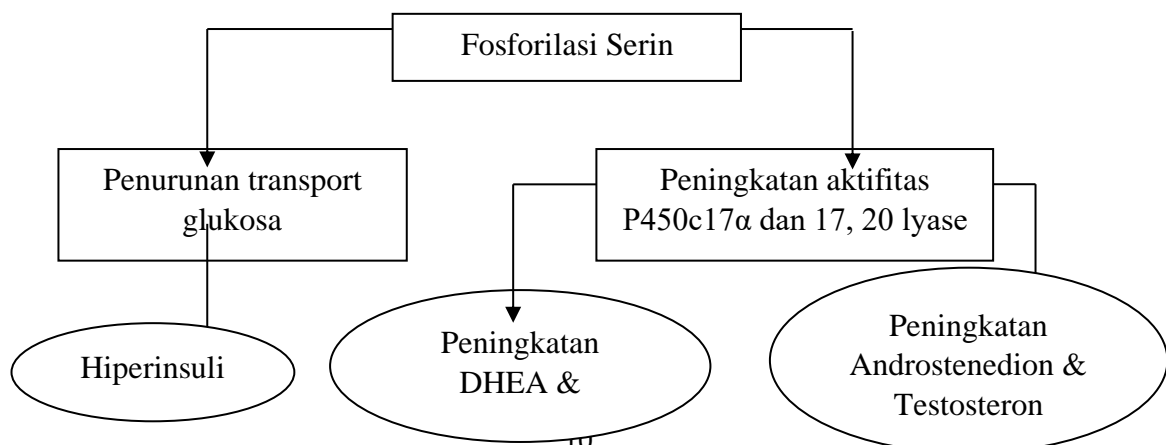 Fosforilasi Serin
Penurunan transport
glukosa
Peningkatan aktifitas
P450c17α dan 17, 20 lyase
Hiperinsuli
Peningkatan
DHEA &
Peningkatan
Androstenedion &
Testosteron